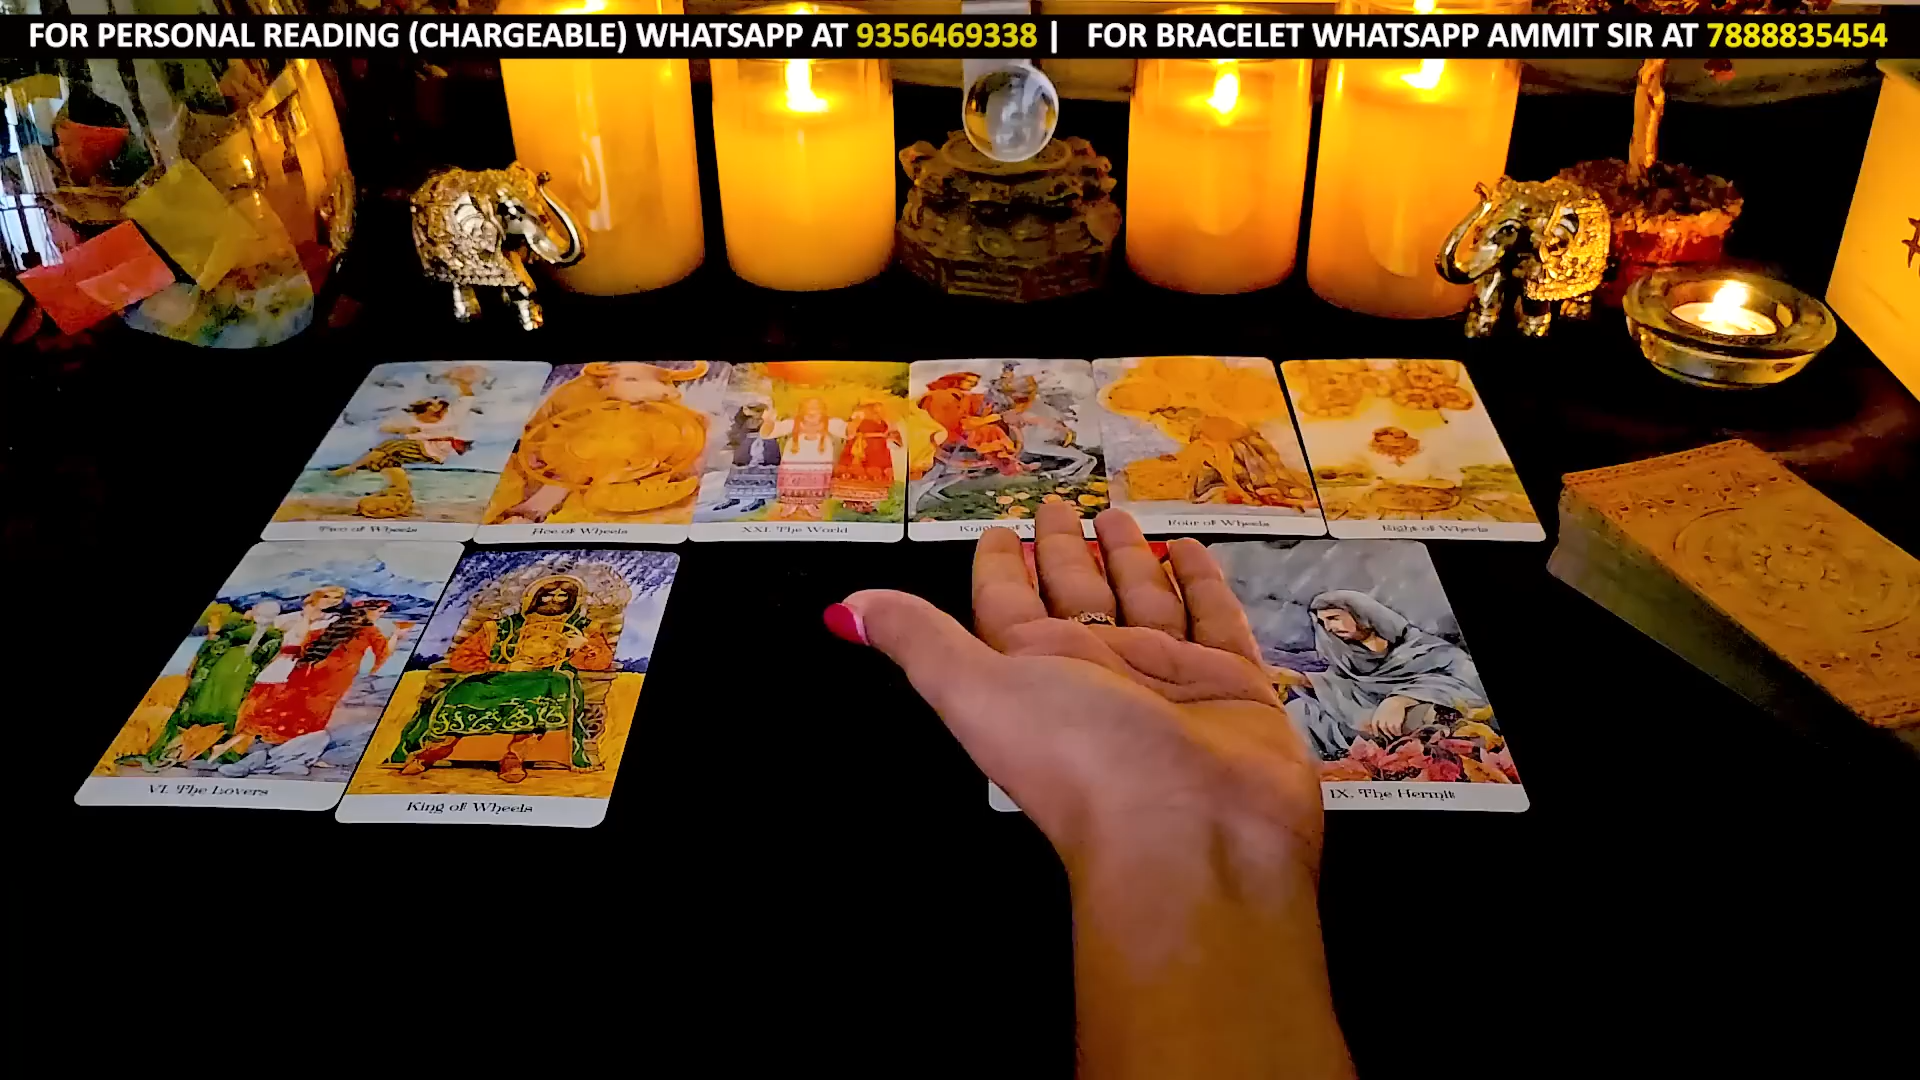 FOR PERSONAL READING (CHARGEABLE) WHATSAPP AT 9356469338 | FOR BRACELET WHATSAPP AMMIT SIR AT 7888835454
Two of Wheels
Ace of Wheels
XXI. The World
Knight of
Four of Wheels
Eight of Wheels
VI. The Lovers
King of Wheels
IX. The Hermit